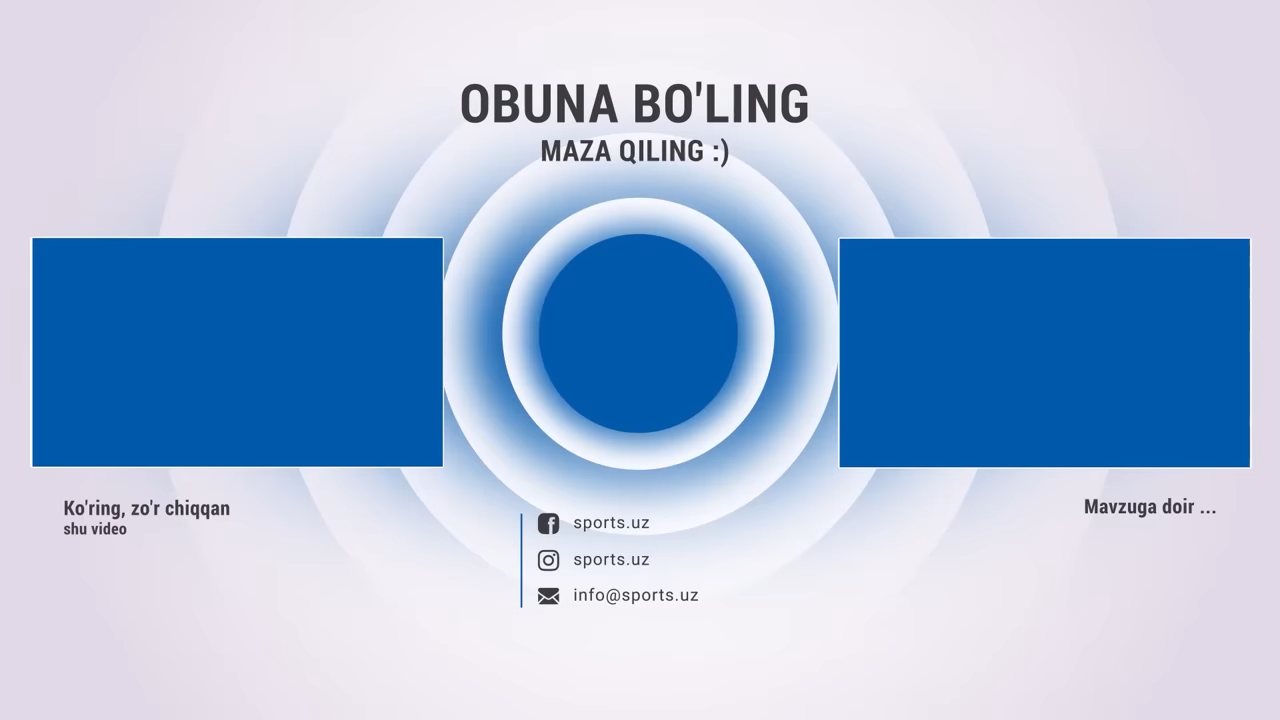 OBUNA BO'LING
MAZA QILING :)
Ko'ring, zo'r chiqqan
shu video
Mavzuga doir ...
sports.uz
sports.uz
info@sports.uz